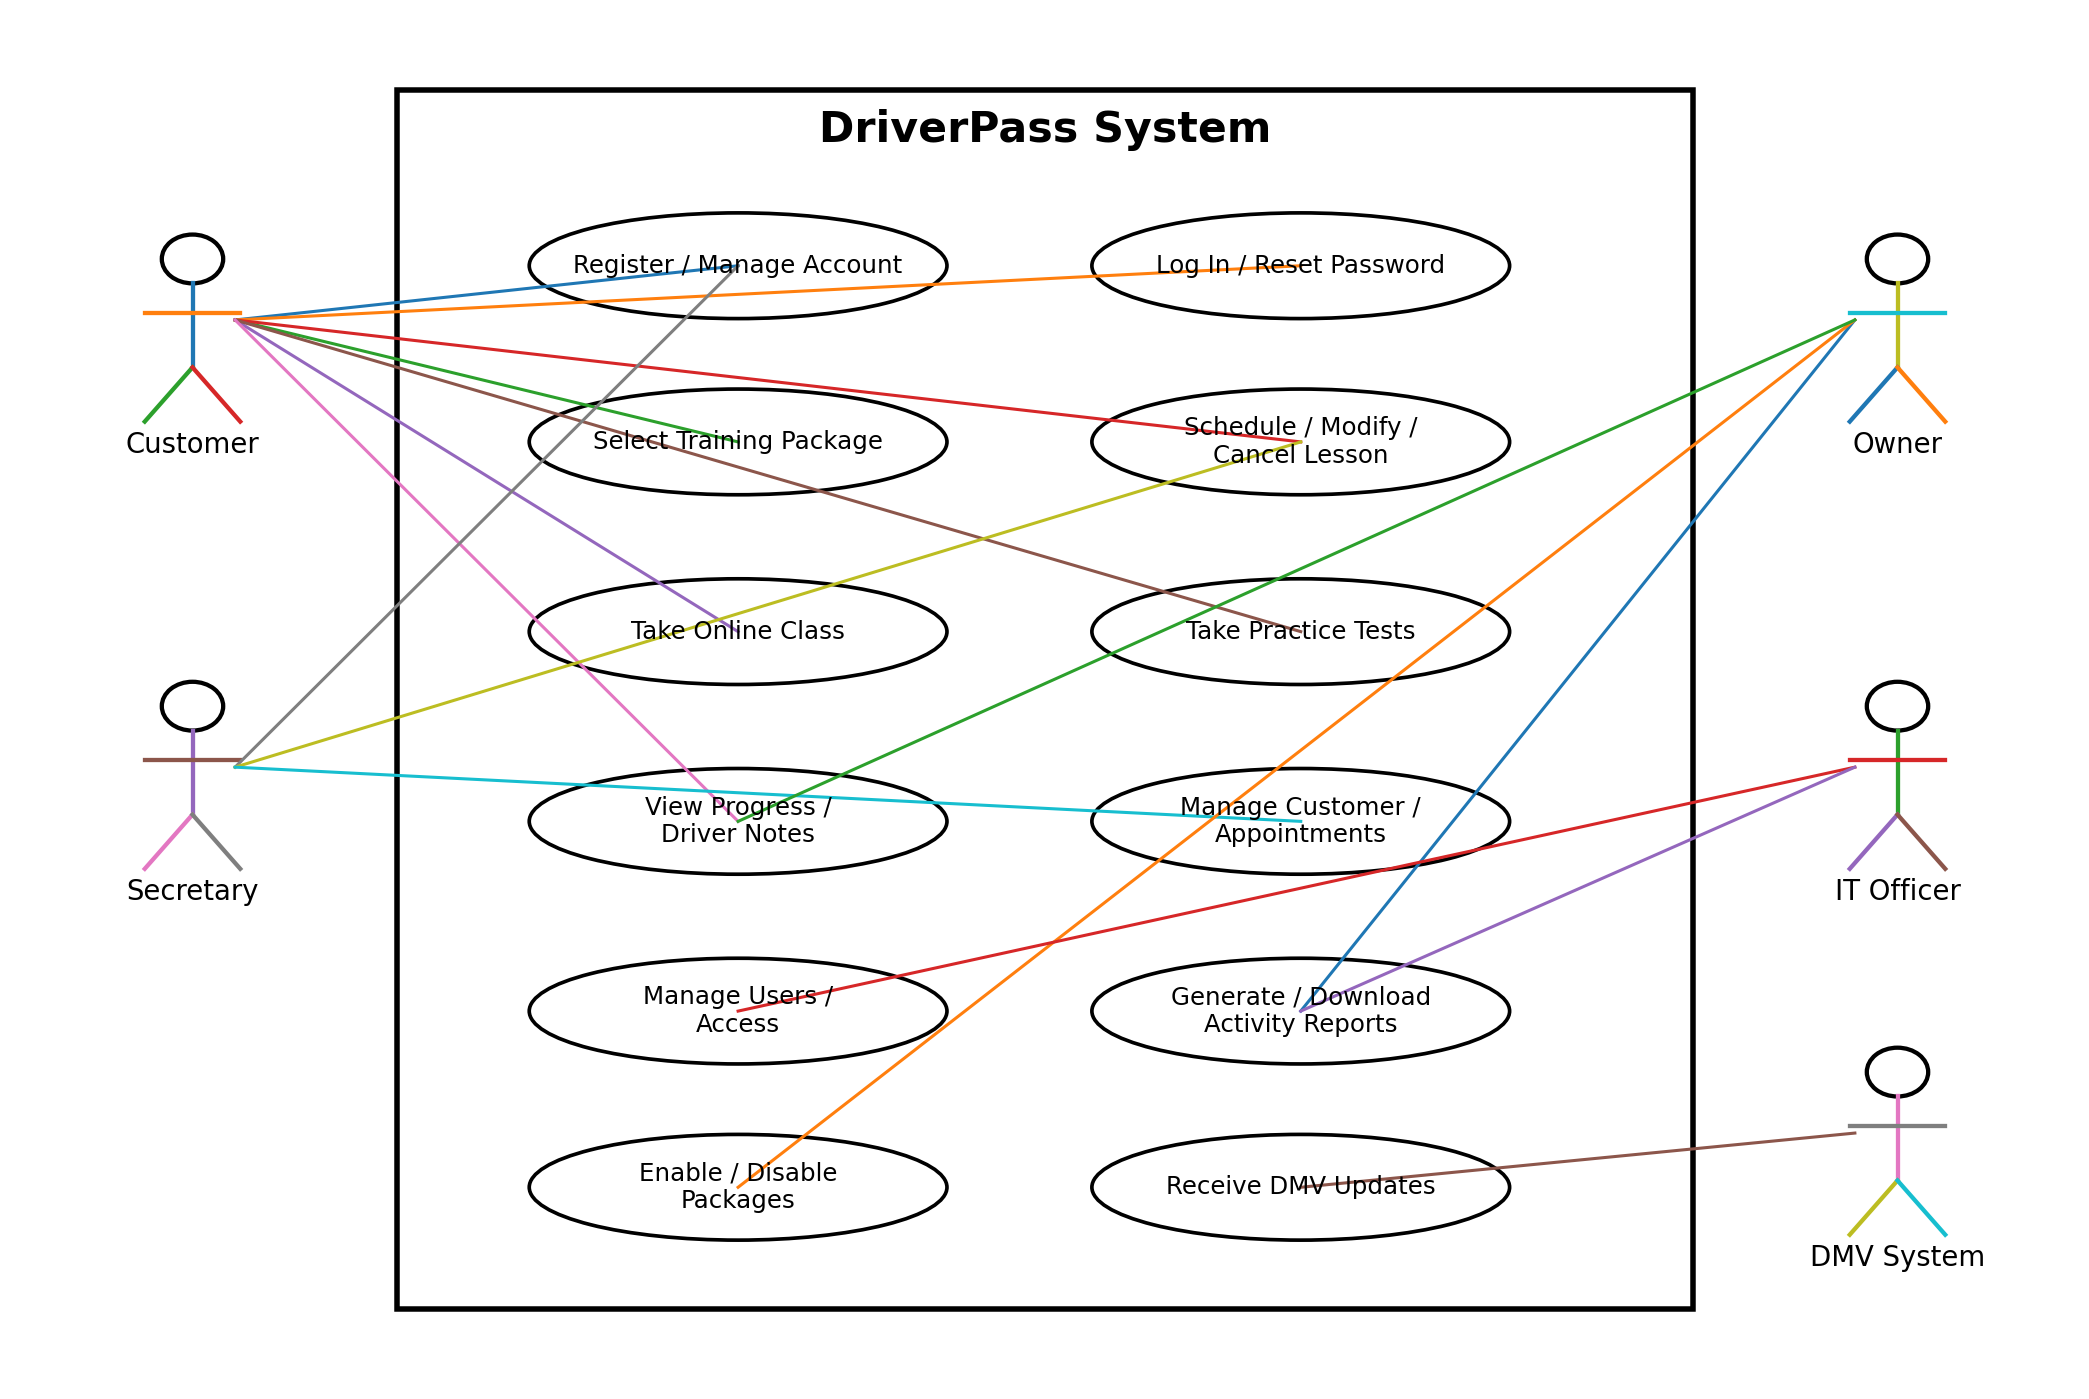 DriverPass System
Register / Manage Account
Log In / Reset Password
Customer
Owner
Select Training Package
Schedule / Modify /
Cancel Lesson
Take Online Class
Take Practice Tests
View Progress /
Driver Notes
Manage Customer /
Appointments
Secretary
IT Officer
Manage Users /
Access
Generate / Download
Activity Reports
Enable / Disable
Packages
Receive DMV Updates
DMV System